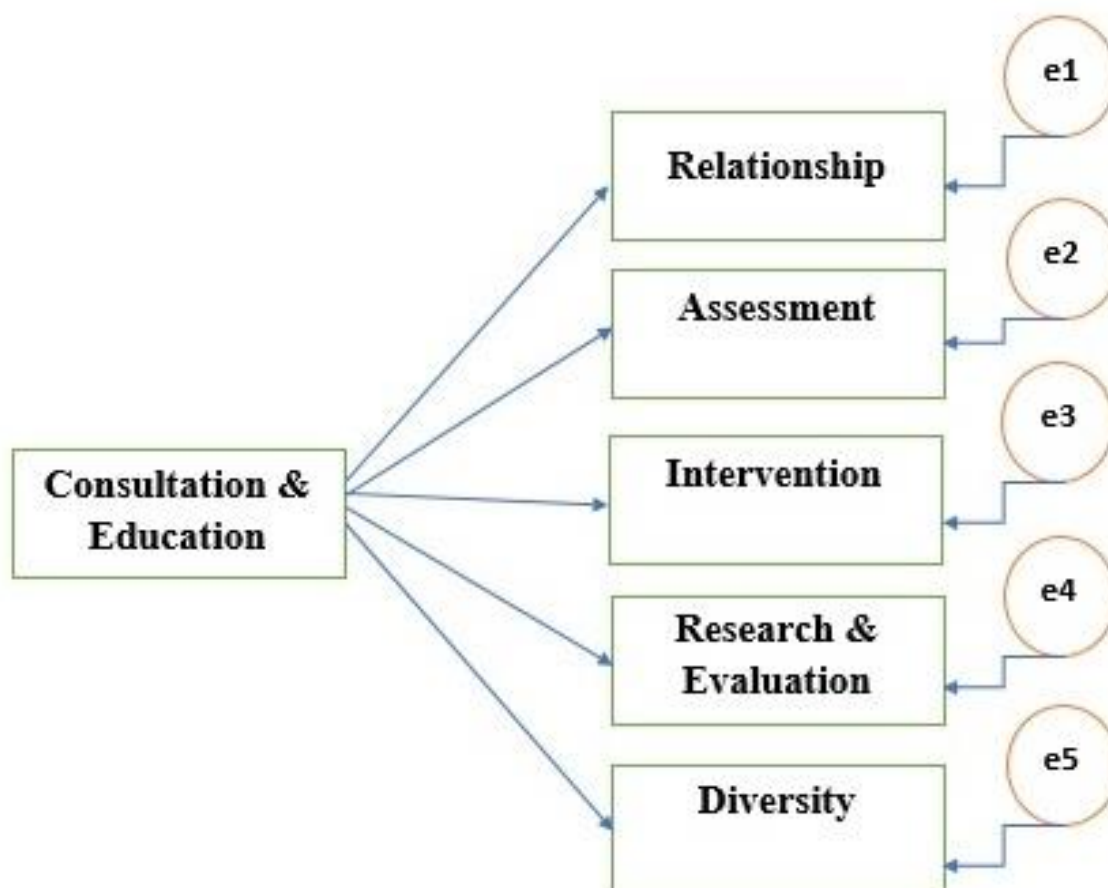 e1
Relationship
e2
Assessment
e3
Intervention
Consultation &
Education
e4
Research &
Evaluation
e5
Diversity